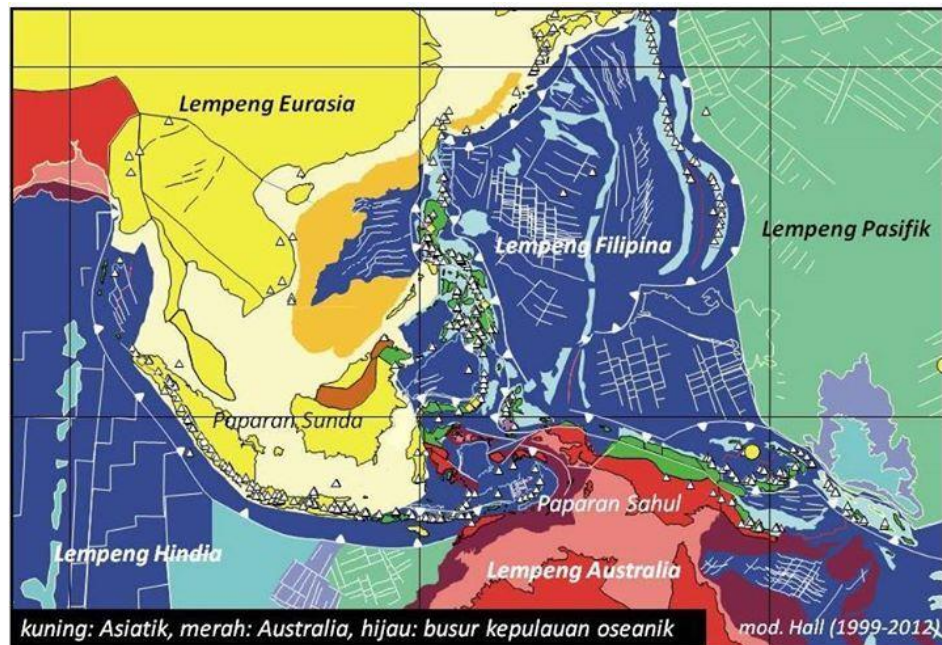 Lempeng Eurasia
Lempeng Filipina
Lempeng Pasifik
Paparan Sunda
Paparan Sahul
Lempeng Hindia
Lempeng Australia
kuning: Asiatik, merah: Australia, hijau: busur kepulauan oseanik
mod. Hall (1999-2012)